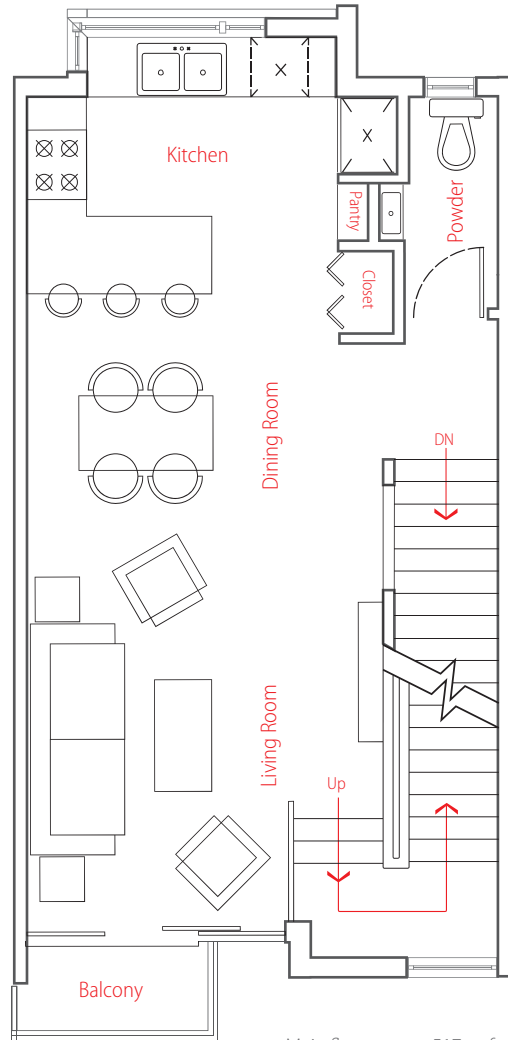 Kitchen
Pantry
Powder
Closet
Dining Room
DN
Living Room
Up
Balcony